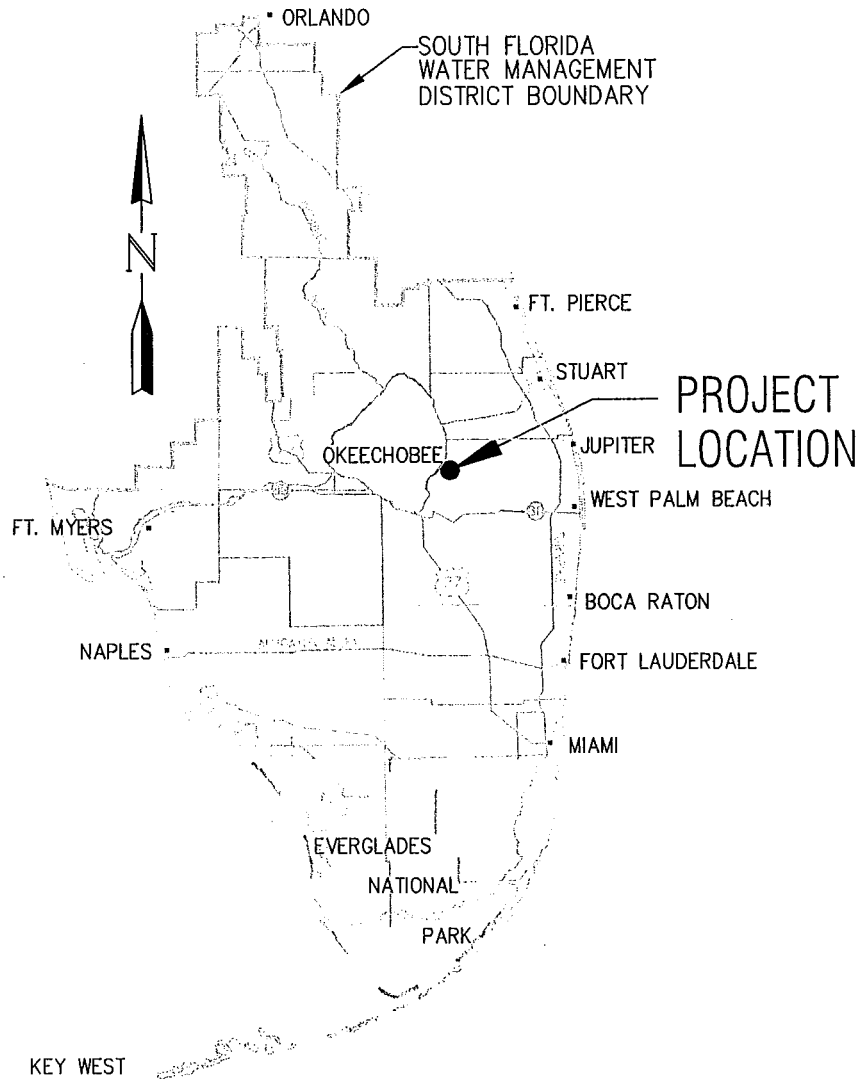 ORLANDO
SOUTH FLORIDA
WATER MANAGEMENT
DISTRICT BOUNDARY
N
FT. PIERCE
STUART
PROJECT
LOCATION
JUPITER
OKEECHOBEE
WEST PALM BEACH
FT. MYERS
BOCA RATON
NAPLES
FORT LAUDERDALE
MIAMI
EVERGLADES
NATIONAL
PARK
KEY WEST